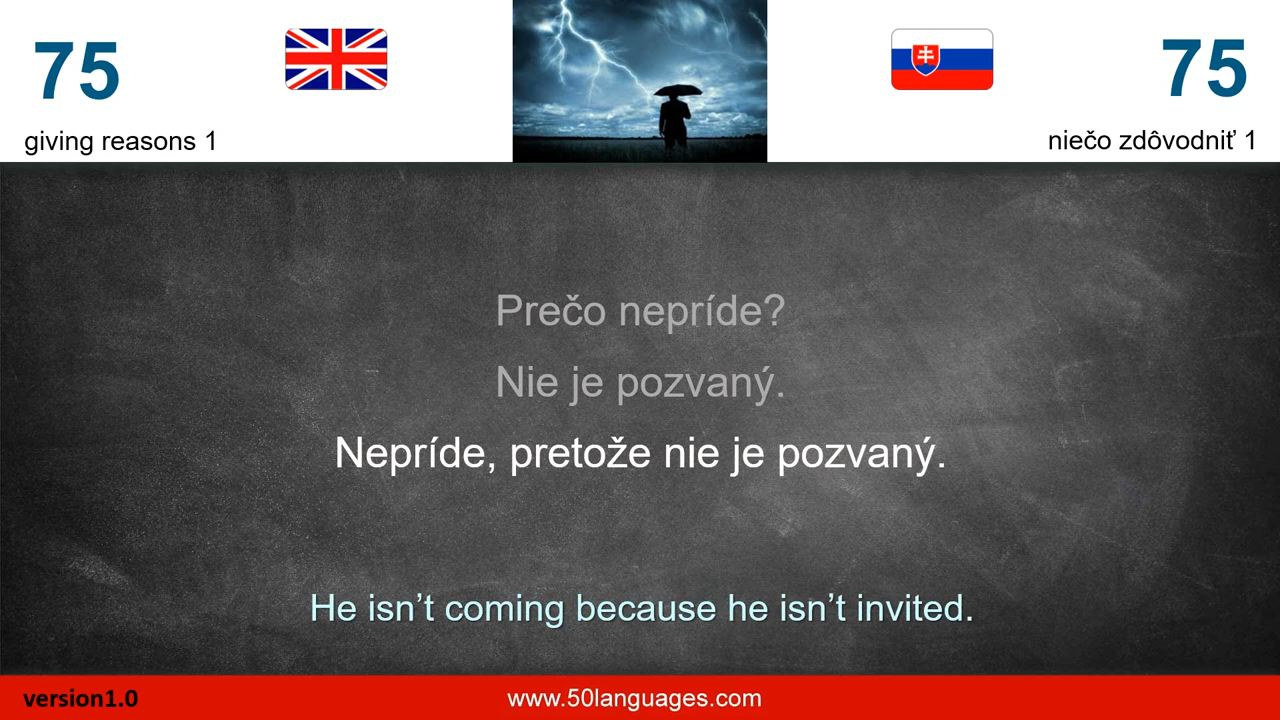 75
75
giving reasons 1
niečo zdôvodniť 1
Prečo nepríde?
Nie je pozvaný.
Nepríde, pretože nie je pozvaný.
He isn’t coming because he isn’t invited.
version1.0
www.50languages.com